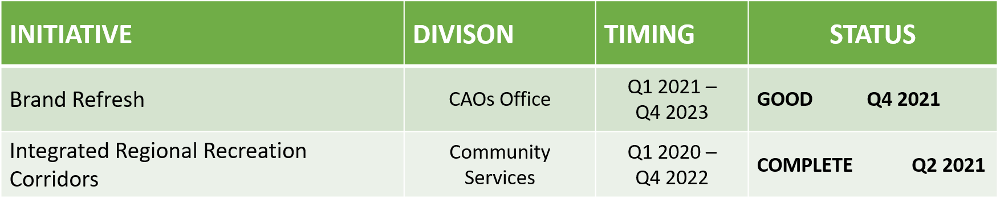 INITIATIVE DIVISON TIMING STATUS
Brand Refresh CAOs Office Q1 2021 – Q4 2023 GOOD Q4 2021
Integrated Regional Recreation Corridors Community Services Q1 2020 – Q4 2022 COMPLETE Q2 2021